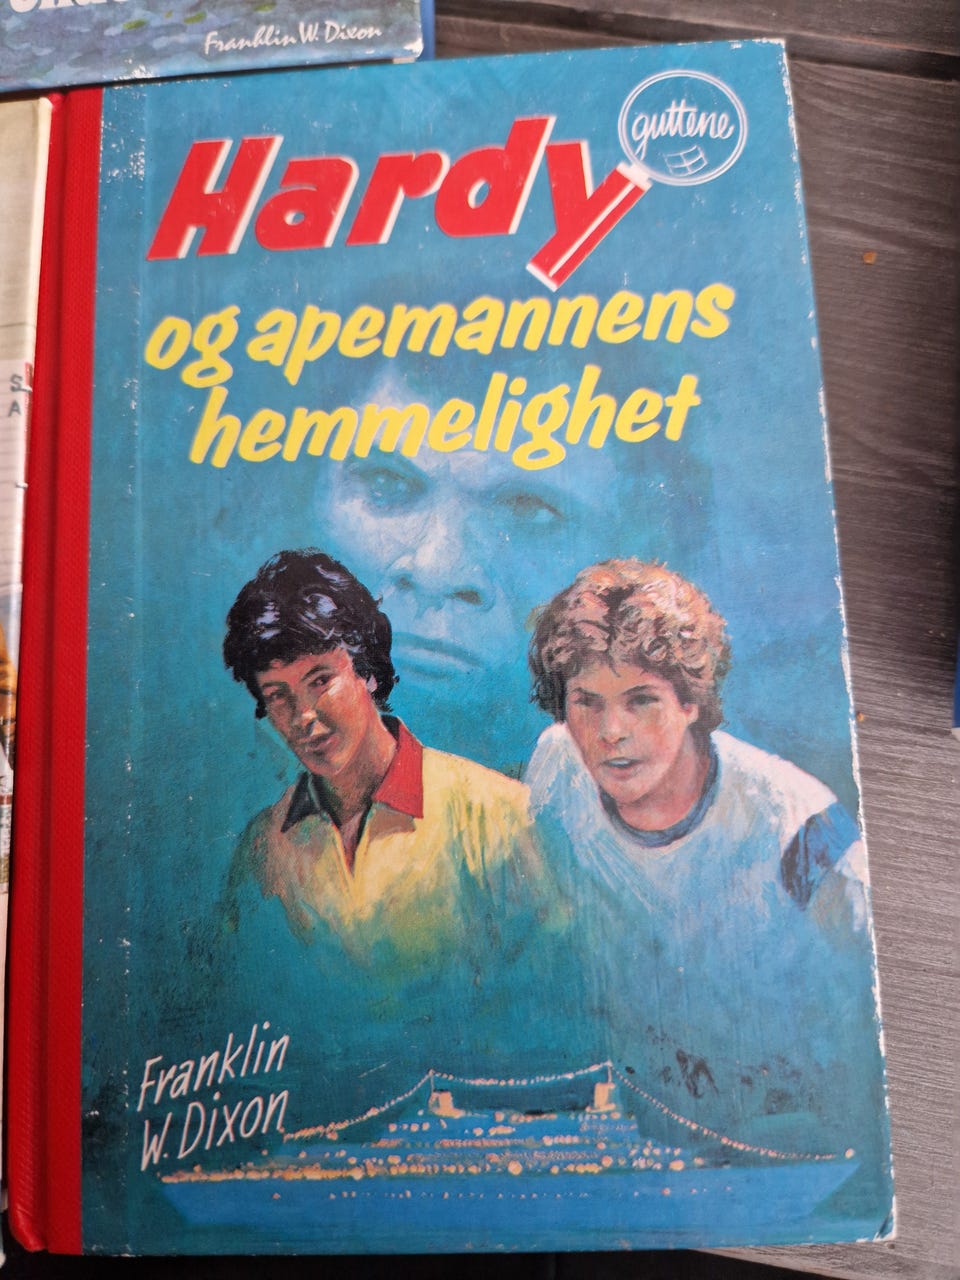 Franklin W. Dixon
Hardy
guttene
og apemannens
hemmelighet
Franklin
W. Dixon
S
A